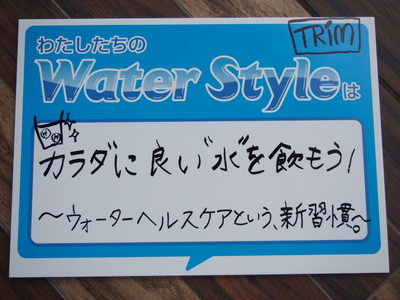 TRIM
わたしたちの
Water Styleは
カラダに良い"水"を飲もう!
〜ウォーターヘルスケアという、新習慣。〜